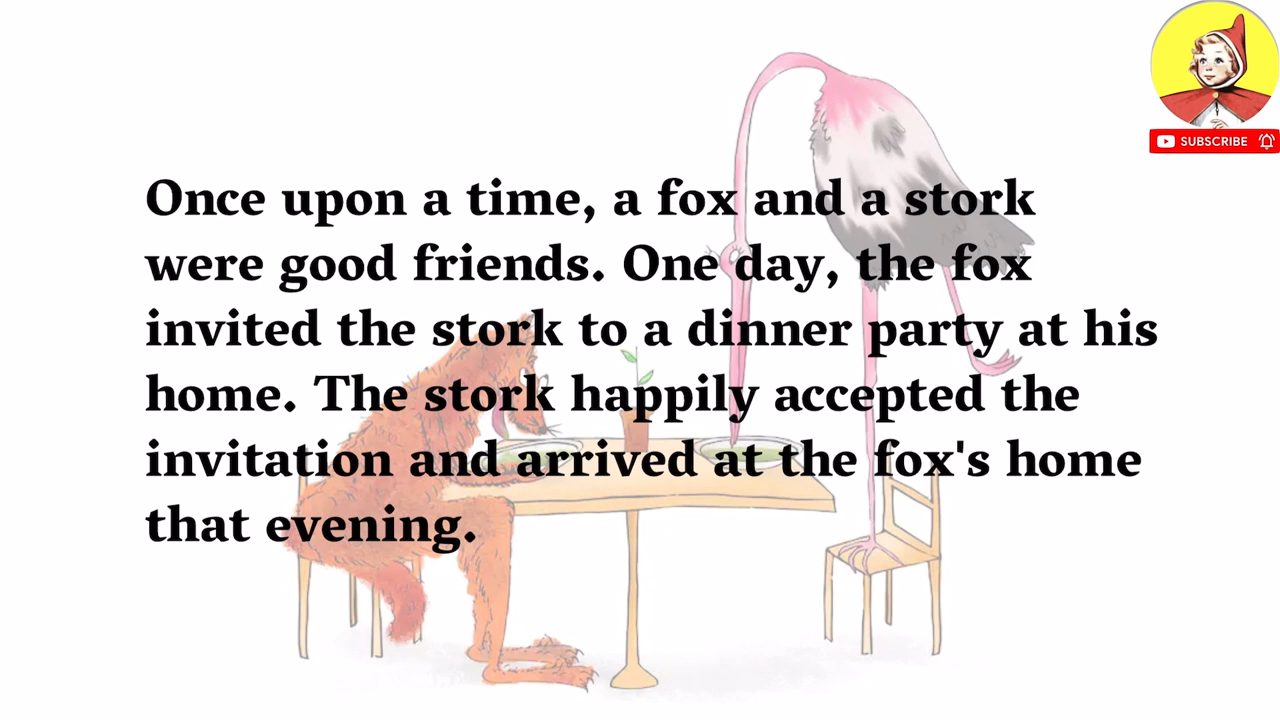 SUBSCRIBE
Once upon a time, a fox and a stork
were good friends. One day, the fox
invited the stork to a dinner party at his
home. The stork happily accepted the
invitation and arrived at the fox's home
that evening.